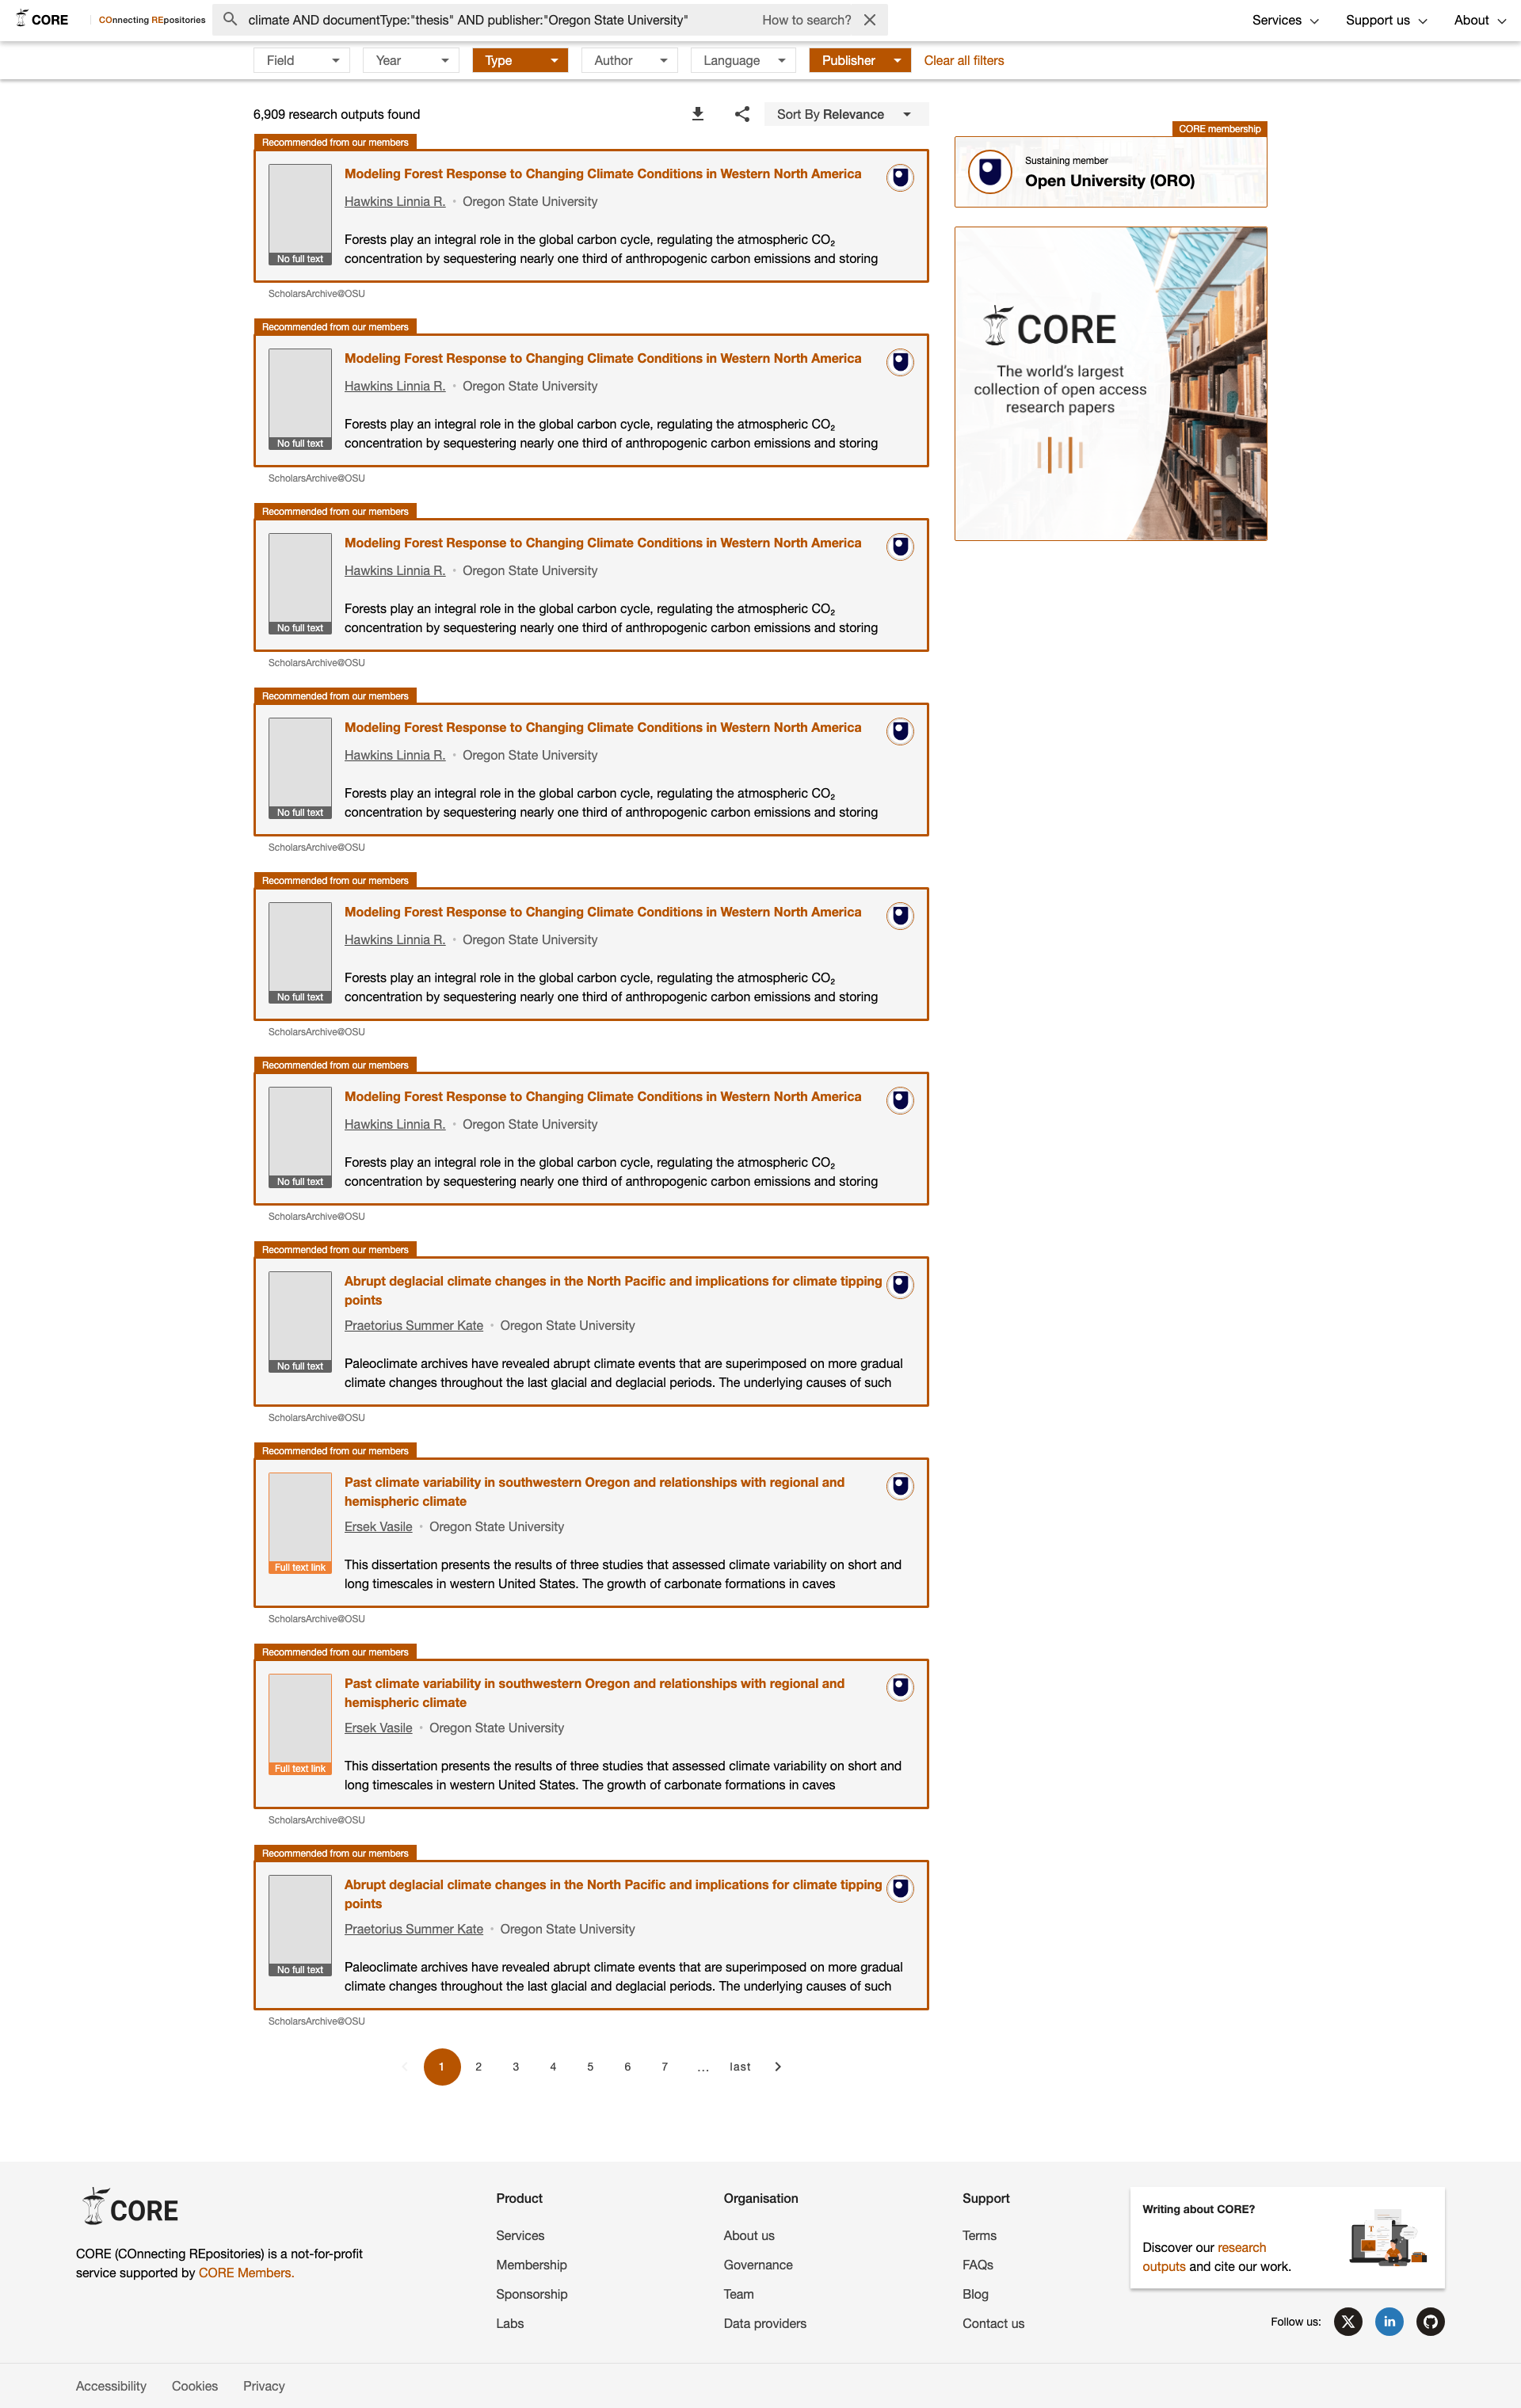 CORE
COnnecting REpositories
climate AND documentType:"thesis" AND publisher:"Oregon State University"
How to search?
Services
Support us
About
Field
Year
Type
Author
Language
Publisher
Clear all filters
6,909 research outputs found
Sort By Relevance
Recommended from our members
Modeling Forest Response to Changing Climate Conditions in Western North America
Hawkins Linnia R. • Oregon State University
Forests play an integral role in the global carbon cycle, regulating the atmospheric CO₂
concentration by sequestering nearly one third of anthropogenic carbon emissions and storing
No full text
ScholarsArchive@OSU
Recommended from our members
Modeling Forest Response to Changing Climate Conditions in Western North America
Hawkins Linnia R. • Oregon State University
Forests play an integral role in the global carbon cycle, regulating the atmospheric CO₂
concentration by sequestering nearly one third of anthropogenic carbon emissions and storing
No full text
ScholarsArchive@OSU
Recommended from our members
Modeling Forest Response to Changing Climate Conditions in Western North America
Hawkins Linnia R. • Oregon State University
Forests play an integral role in the global carbon cycle, regulating the atmospheric CO₂
concentration by sequestering nearly one third of anthropogenic carbon emissions and storing
No full text
ScholarsArchive@OSU
Recommended from our members
Modeling Forest Response to Changing Climate Conditions in Western North America
Hawkins Linnia R. • Oregon State University
Forests play an integral role in the global carbon cycle, regulating the atmospheric CO₂
concentration by sequestering nearly one third of anthropogenic carbon emissions and storing
No full text
ScholarsArchive@OSU
Recommended from our members
Modeling Forest Response to Changing Climate Conditions in Western North America
Hawkins Linnia R. • Oregon State University
Forests play an integral role in the global carbon cycle, regulating the atmospheric CO₂
concentration by sequestering nearly one third of anthropogenic carbon emissions and storing
No full text
ScholarsArchive@OSU
Recommended from our members
Modeling Forest Response to Changing Climate Conditions in Western North America
Hawkins Linnia R. • Oregon State University
Forests play an integral role in the global carbon cycle, regulating the atmospheric CO₂
concentration by sequestering nearly one third of anthropogenic carbon emissions and storing
No full text
ScholarsArchive@OSU
Recommended from our members
Abrupt deglacial climate changes in the North Pacific and implications for climate tipping
points
Praetorius Summer Kate • Oregon State University
Paleoclimate archives have revealed abrupt climate events that are superimposed on more gradual
climate changes throughout the last glacial and deglacial periods. The underlying causes of such
No full text
ScholarsArchive@OSU
Recommended from our members
Past climate variability in southwestern Oregon and relationships with regional and
hemispheric climate
Ersek Vasile • Oregon State University
This dissertation presents the results of three studies that assessed climate variability on short and
long timescales in western United States. The growth of carbonate formations in caves
Full text link
ScholarsArchive@OSU
Recommended from our members
Past climate variability in southwestern Oregon and relationships with regional and
hemispheric climate
Ersek Vasile • Oregon State University
This dissertation presents the results of three studies that assessed climate variability on short and
long timescales in western United States. The growth of carbonate formations in caves
Full text link
ScholarsArchive@OSU
Recommended from our members
Abrupt deglacial climate changes in the North Pacific and implications for climate tipping
points
Praetorius Summer Kate • Oregon State University
Paleoclimate archives have revealed abrupt climate events that are superimposed on more gradual
climate changes throughout the last glacial and deglacial periods. The underlying causes of such
No full text
ScholarsArchive@OSU
1 2 3 4 5 6 7 ... last
CORE membership
Sustaining member
Open University (ORO)
CORE
The world's largest
collection of open access
research papers
CORE
CORE (COnnecting REpositories) is a not-for-profit
service supported by CORE Members.
Product
Services
Membership
Sponsorship
Labs
Organisation
About us
Governance
Team
Data providers
Support
Terms
FAQs
Blog
Contact us
Writing about CORE?
Discover our research
outputs and cite our work.
Follow us:
Accessibility
Cookies
Privacy